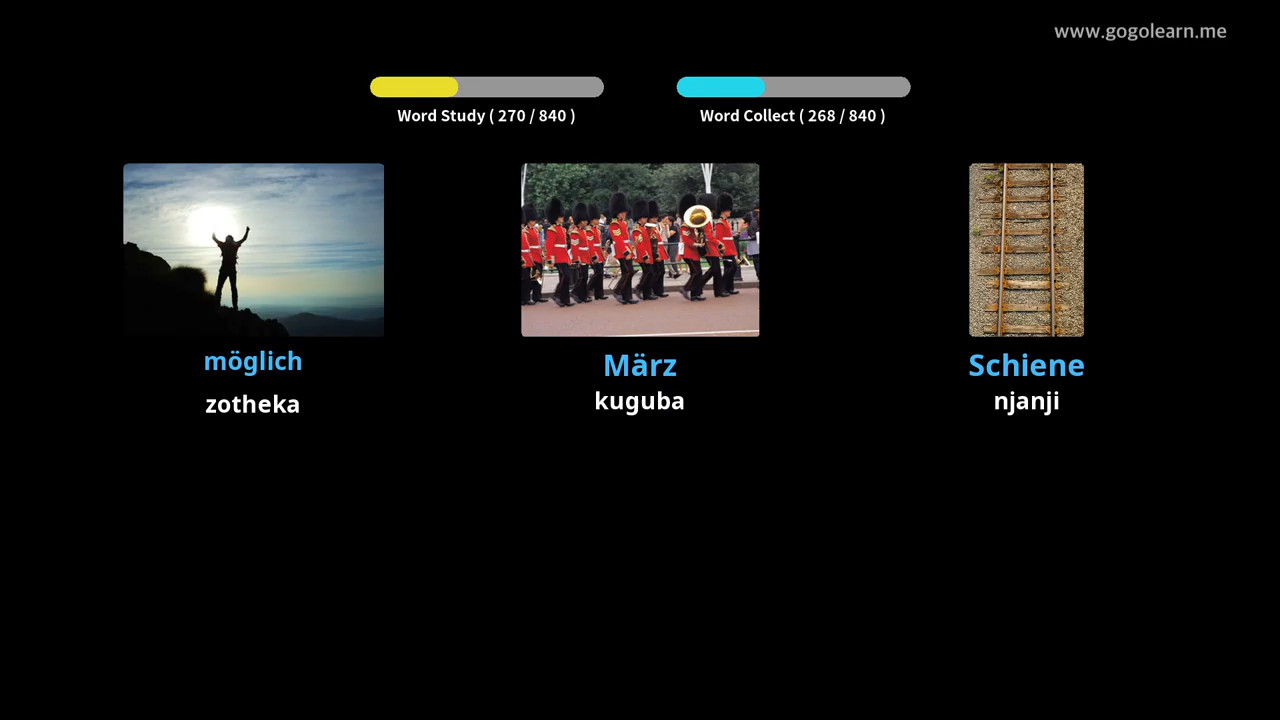 www.gogolearn.me
Word Study ( 270 / 840 )
Word Collect ( 268 / 840 )
möglich
zotheka
März
kuguba
Schiene
njanji